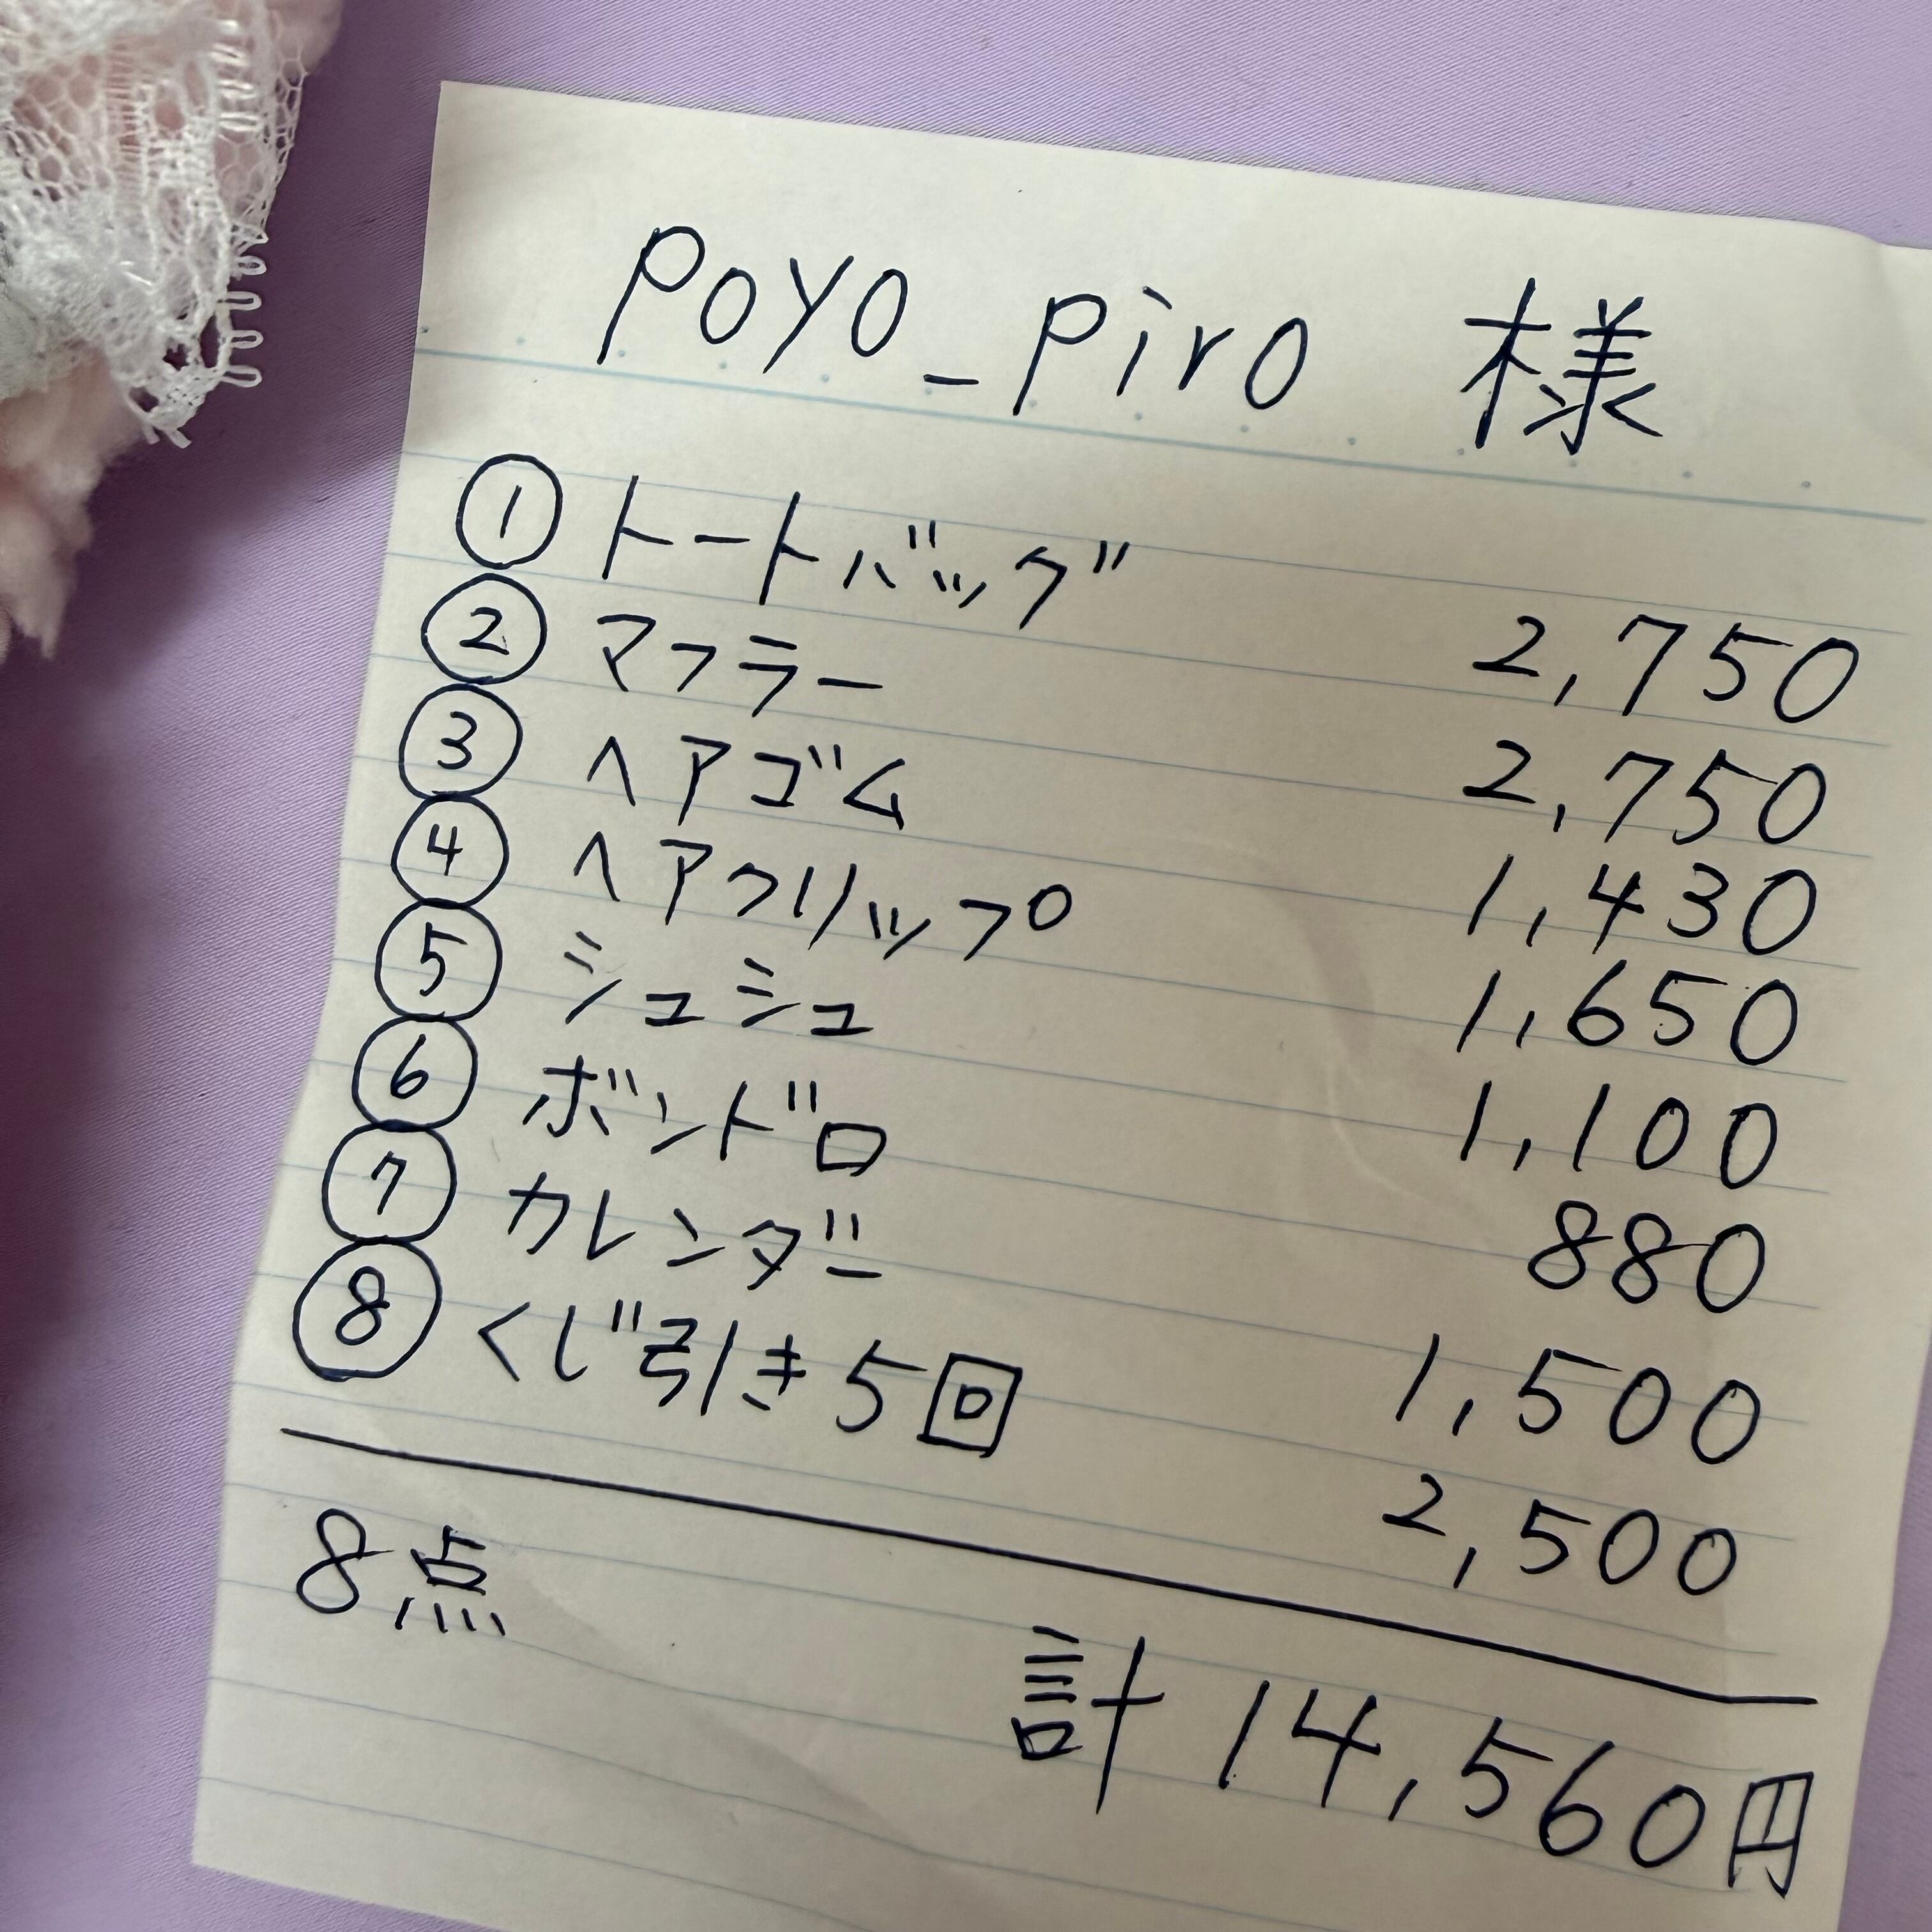 poyo_piro 様
① トートバッグ 2,750
② マフラー 2,750
③ ヘアゴム 1,430
④ ヘアクリップ 1,650
⑤ シュシュ 1,100
⑥ ボンドロ 880
⑦ カレンダー 1,500
⑧ くじ引き5回 2,500
8点
計 14,560円